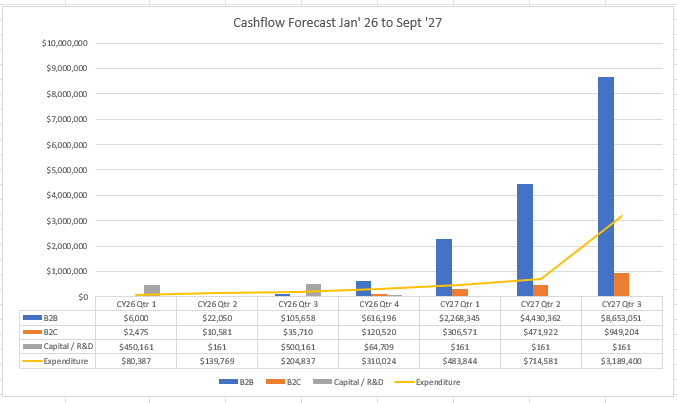 Cashflow Forecast Jan' 26 to Sept '27
$10,000,000
$9,000,000
$8,000,000
$7,000,000
$6,000,000
$5,000,000
$4,000,000
$3,000,000
$2,000,000
$1,000,000
$0
CY26 Qtr 1 CY26 Qtr 2 CY26 Qtr 3 CY26 Qtr 4 CY27 Qtr 1 CY27 Qtr 2 CY27 Qtr 3
B2B $6,000 $22,050 $105,658 $616,196 $2,268,345 $4,430,362 $8,653,051
B2C $2,475 $10,581 $35,710 $120,520 $306,571 $471,922 $949,204
Capital / R&D $450,161 $161 $500,161 $64,709 $161 $161 $161
Expenditure $80,387 $139,769 $204,837 $310,024 $483,844 $714,581 $3,189,400
B2B B2C Capital / R&D Expenditure